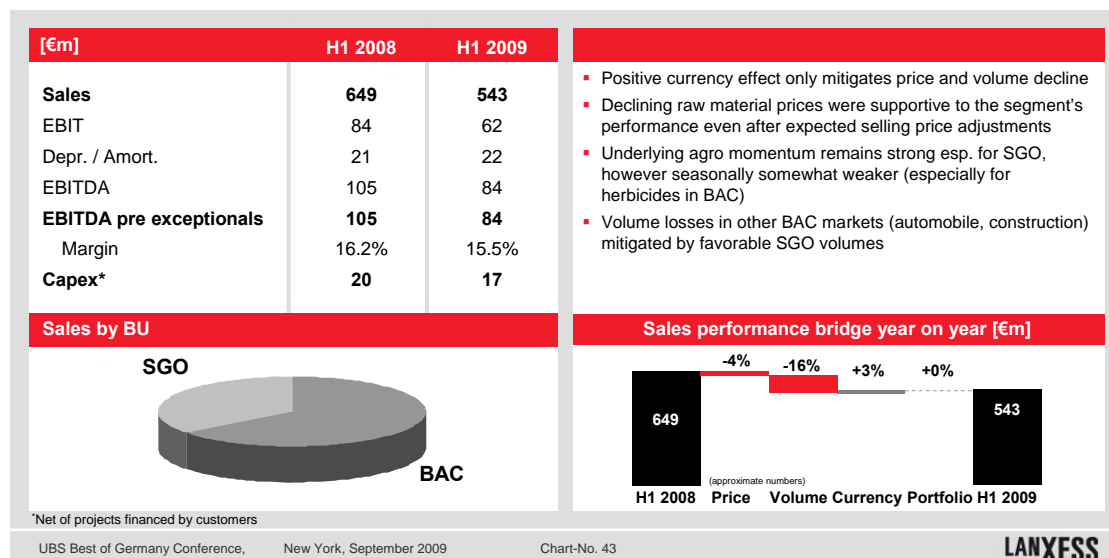 [€m] H1 2008 H1 2009
Sales 649 543
EBIT 84 62
Depr. / Amort. 21 22
EBITDA 105 84
EBITDA pre exceptionals 105 84
Margin 16.2% 15.5%
Capex* 20 17
▪ Positive currency effect only mitigates price and volume decline
▪ Declining raw material prices were supportive to the segment's
performance even after expected selling price adjustments
▪ Underlying agro momentum remains strong esp. for SGO,
however seasonally somewhat weaker (especially for
herbicides in BAC)
▪ Volume losses in other BAC markets (automobile, construction)
mitigated by favorable SGO volumes
Sales by BU
SGO
BAC
Sales performance bridge year on year [€m]
-4% -16% +3% +0%
649 543
(approximate numbers)
H1 2008 Price Volume Currency Portfolio H1 2009
*Net of projects financed by customers
UBS Best of Germany Conference, New York, September 2009 Chart-No. 43
LANXESS